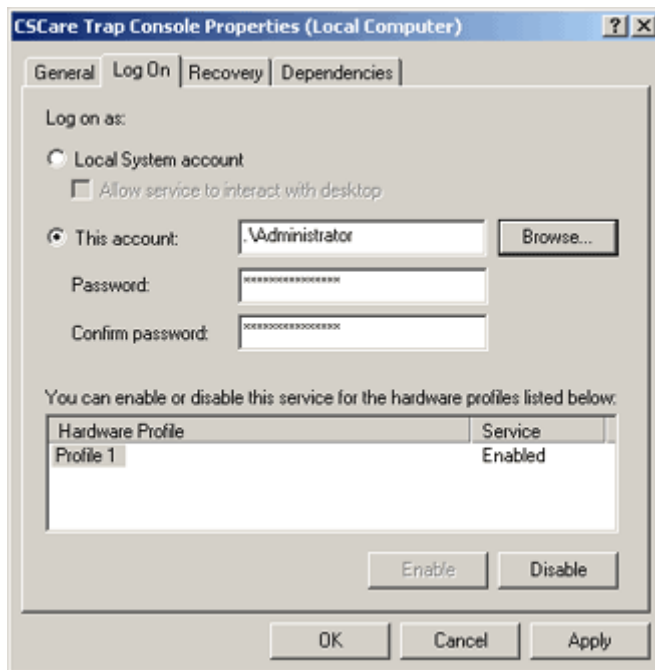 CSCare Trap Console Properties (Local Computer) ? X
General Log On Recovery Dependencies
Log on as:
Local System account
Allow service to interact with desktop
This account: .\Administrator Browse...
Password: ***************
Confirm password: ***************
You can enable or disable this service for the hardware profiles listed below:
Hardware Profile Service
Profile 1 Enabled
Enable Disable
OK Cancel Apply